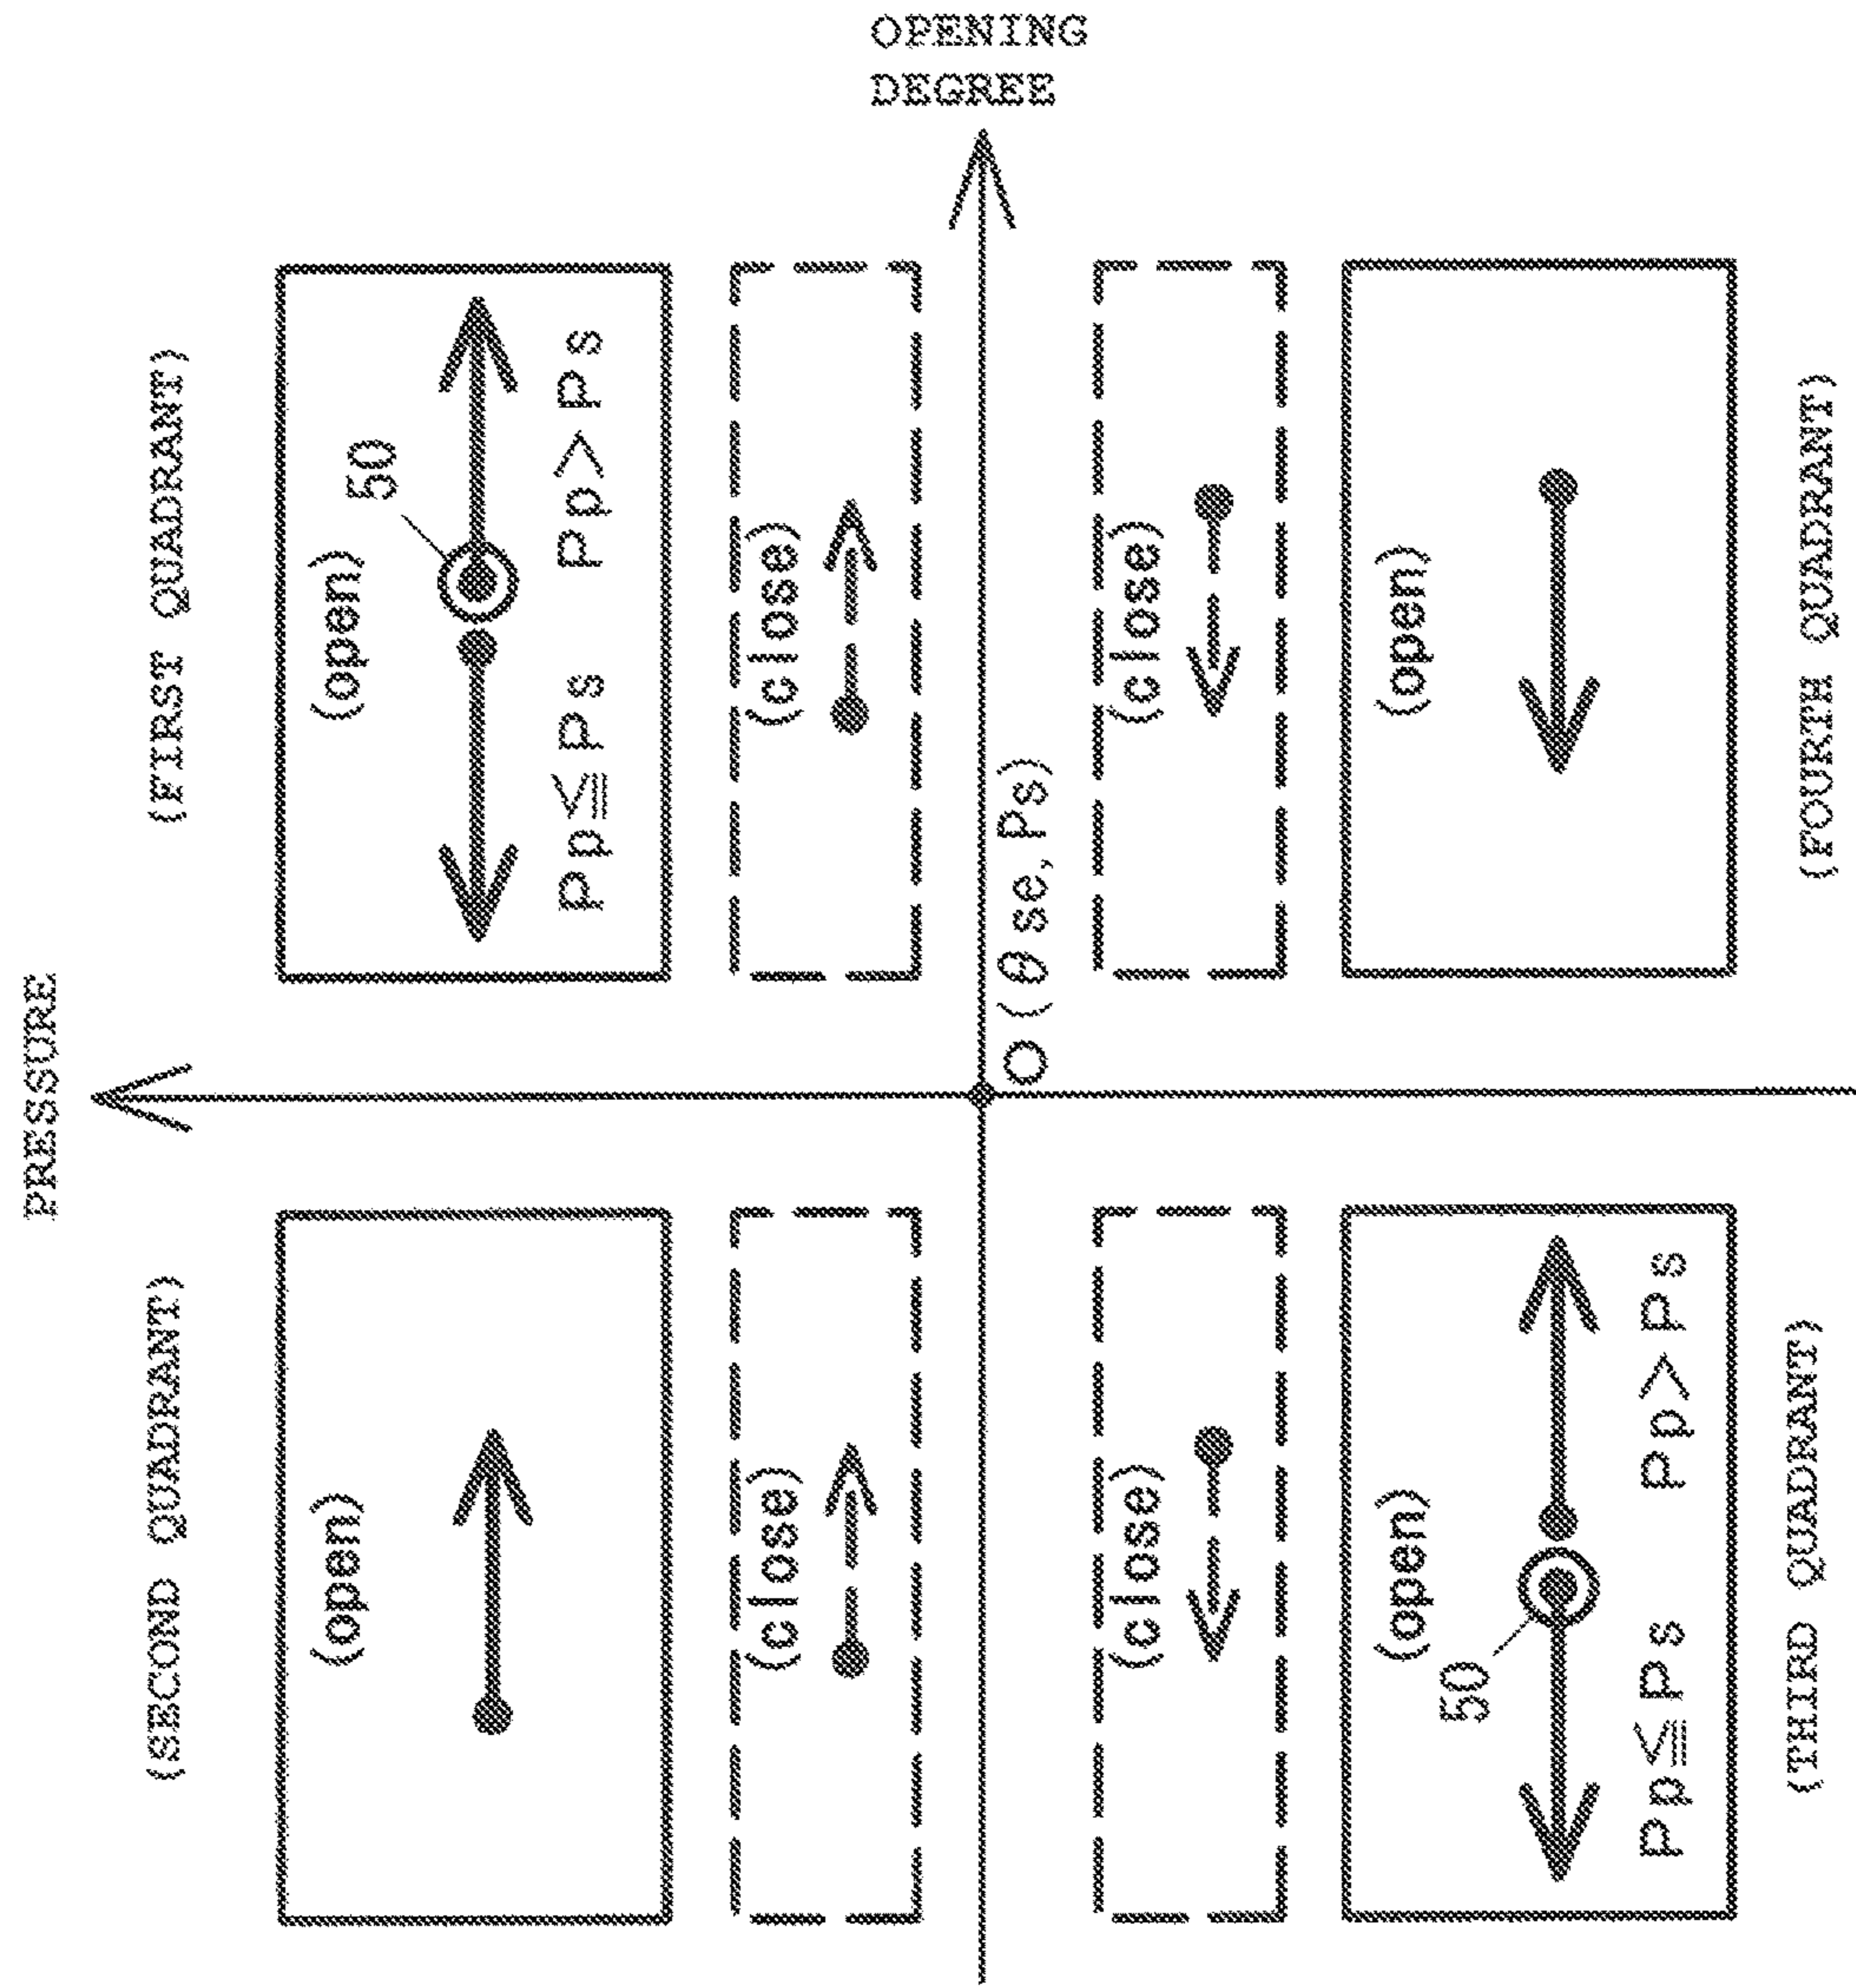 PRESSURE
(SECOND QUADRANT)
(open)
(close)
(FIRST QUADRANT)
(open)
50
Pp≦Ps
Pp>Ps
(close)
OPENING
DEGREE
O(θse,Ps)
(close)
(open)
50
Pp≦Ps
Pp>Ps
(THIRD QUADRANT)
(close)
(open)
(FOURTH QUADRANT)